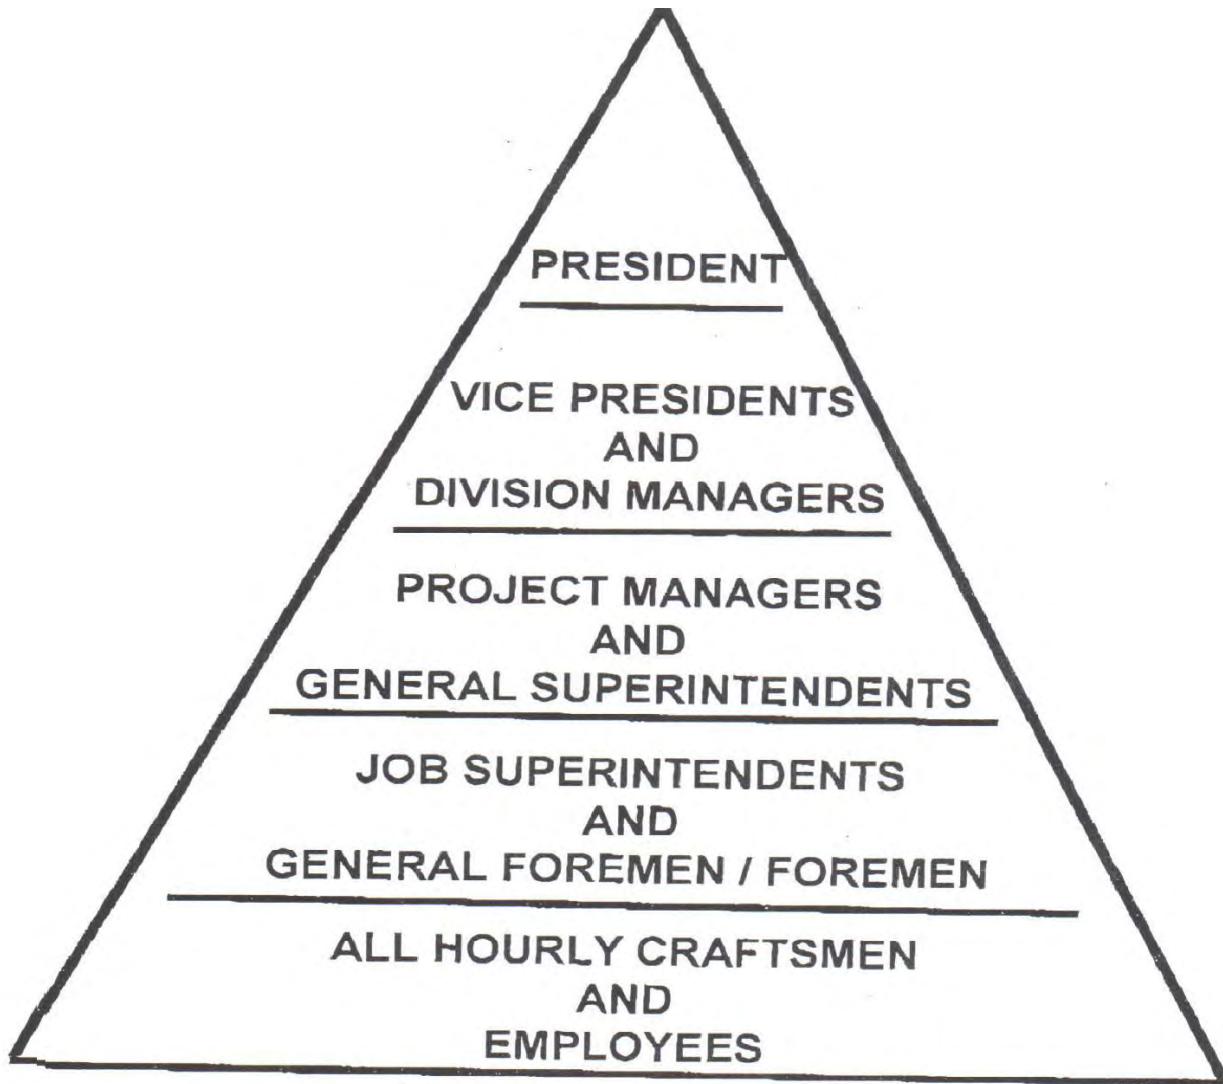 PRESIDENT
VICE PRESIDENTS
AND
DIVISION MANAGERS
PROJECT MANAGERS
AND
GENERAL SUPERINTENDENTS
JOB SUPERINTENDENTS
AND
GENERAL FOREMEN / FOREMEN
ALL HOURLY CRAFTSMEN
AND
EMPLOYEES